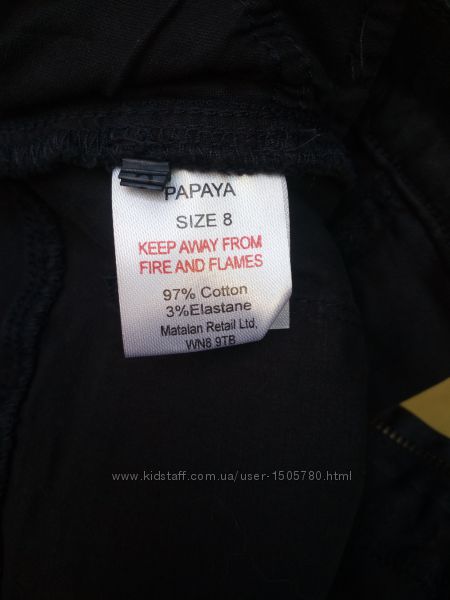 PAPAYA
SIZE 8
KEEP AWAY FROM
FIRE AND FLAMES
97% Cotton
3%Elastane
Matalan Retail Ltd,
WN8 9TB
www.kidstaff.com.ua/user-1505780.html